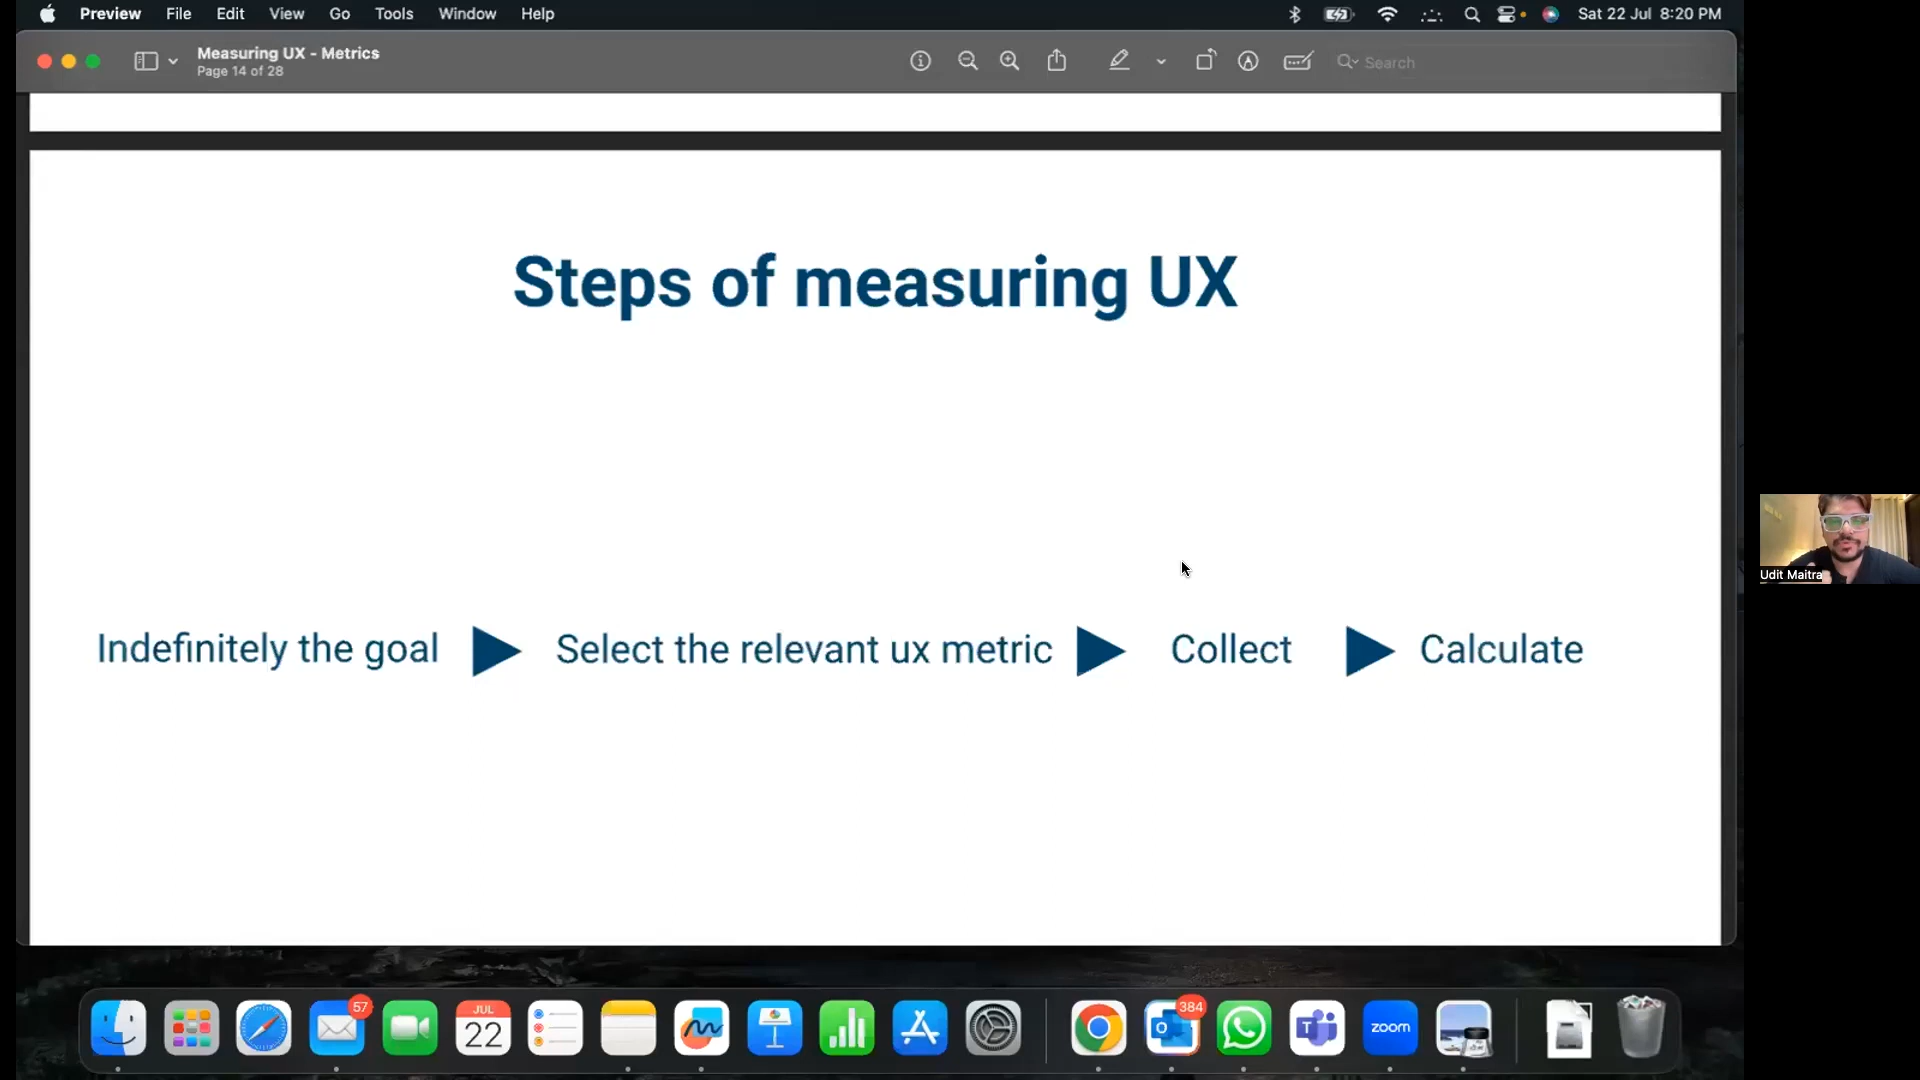 Preview File Edit View Go Tools Window Help Sat 22 Jul 8:20 PM
Measuring UX - Metrics
Page 14 of 28
Search
Steps of measuring UX
Indefinitely the goal Select the relevant ux metric Collect Calculate
Udit Maitra
57
JUL
22
384
zoom